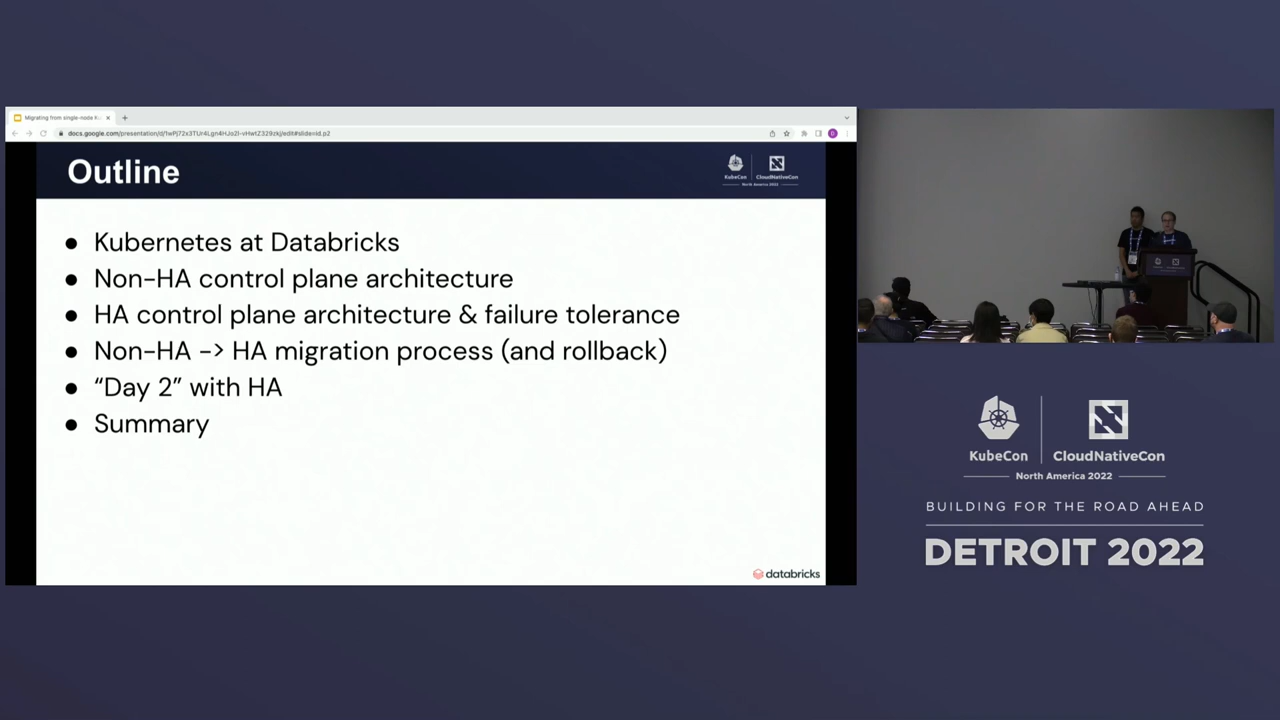 Migrating from single-node Ku
docs.google.com/presentation/d/1wPj72x3TUr4Lgn4HJo2l-vHwtZ329zkj/edit#slide=id.p2
D
Outline
KubeCon
CloudNativeCon
North America 2022
● Kubernetes at Databricks
● Non-HA control plane architecture
● HA control plane architecture & failure tolerance
● Non-HA -> HA migration process (and rollback)
● “Day 2” with HA
● Summary
databricks
KubeCon
CloudNativeCon
North America 2022
BUILDING FOR THE ROAD AHEAD
DETROIT 2022